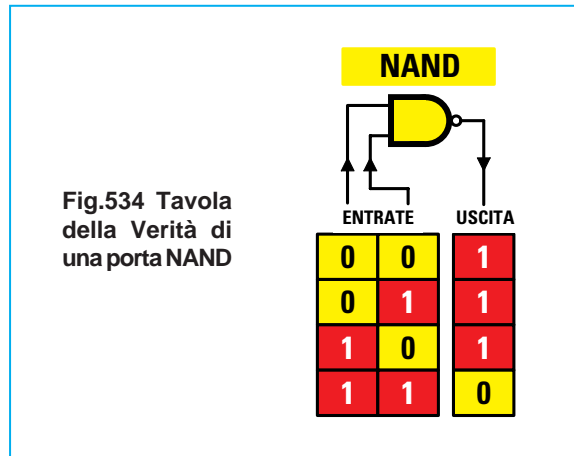 NAND
Fig.534 Tavola
della Verità di
una porta NAND
ENTRATE USCITA
0 0 1
0 1 1
1 0 1
1 1 0